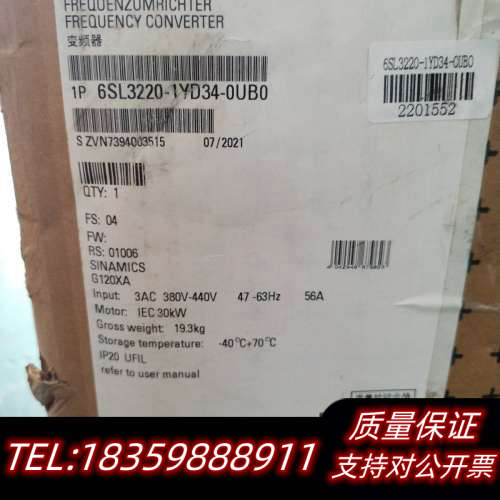 FREQUENZUMRICHTER
FREQUENCY CONVERTER
变频器
1P 6SL3220-1YD34-0UB0
6SL3220-1YD34-0UB0
2201552
S ZVN7394003515 07/2021
QTY: 1
FS: 04
FW:
RS: 01006
SINAMICS
G120XA
Input: 3AC 380V-440V 47 -63Hz 56A
Motor: IEC 30kW
Gross weight: 19.3kg
Storage temperature: -40°C+70°C
IP20 UFIL
refer to user manual
TEL:18359888911
质量保证
支持对公开票